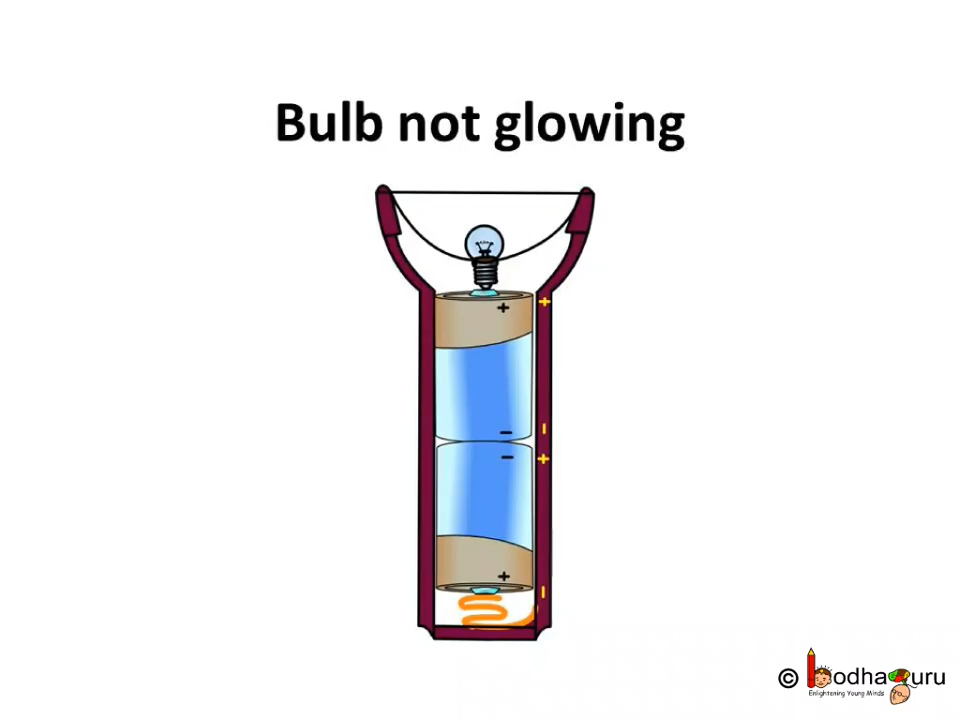 Bulb not glowing
+
+
–
–
–
+
+
–
© bodhaguru
Enlightening Young Minds